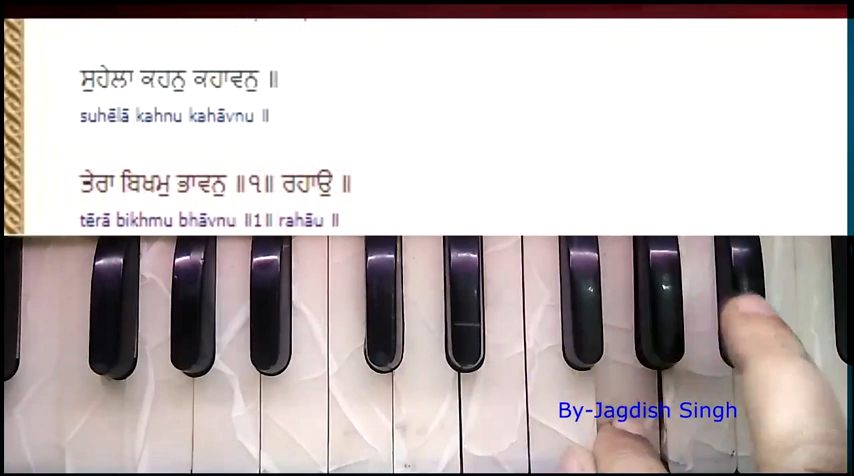 ਸੁਹੇਲਾ ਕਹਨੁ ਕਹਾਵਨੁ ॥
suhēlā kahnu kahāvnu ॥
ਤੇਰਾ ਬਿਖਮੁ ਭਾਵਨੁ ॥੧॥ ਰਹਾਉ ॥
tērā bikhmu bhāvnu ॥1॥ rahāu ॥
By-Jagdish Singh